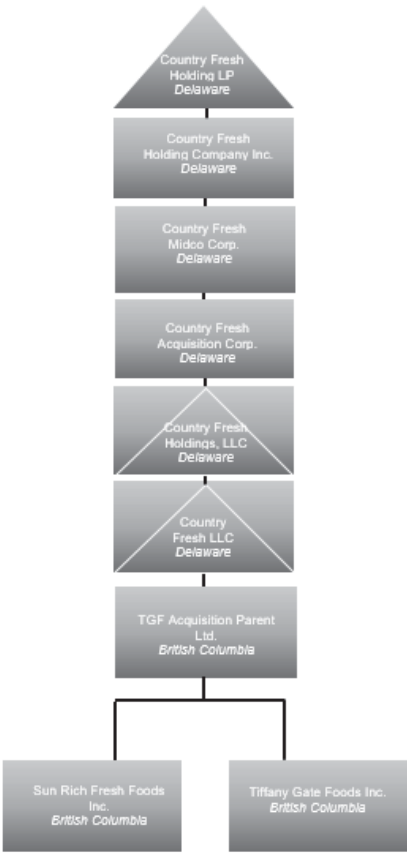 Country Fresh
Holding LP
Delaware
Country Fresh
Holding Company Inc.
Delaware
Country Fresh
Midco Corp.
Delaware
Country Fresh
Acquisition Corp.
Delaware
Country Fresh
Holdings, LLC
Delaware
Country
Fresh LLC
Delaware
TGF Acquisition Parent
Ltd.
British Columbia
Sun Rich Fresh Foods
Inc.
British Columbia
Tiffany Gate Foods Inc.
British Columbia